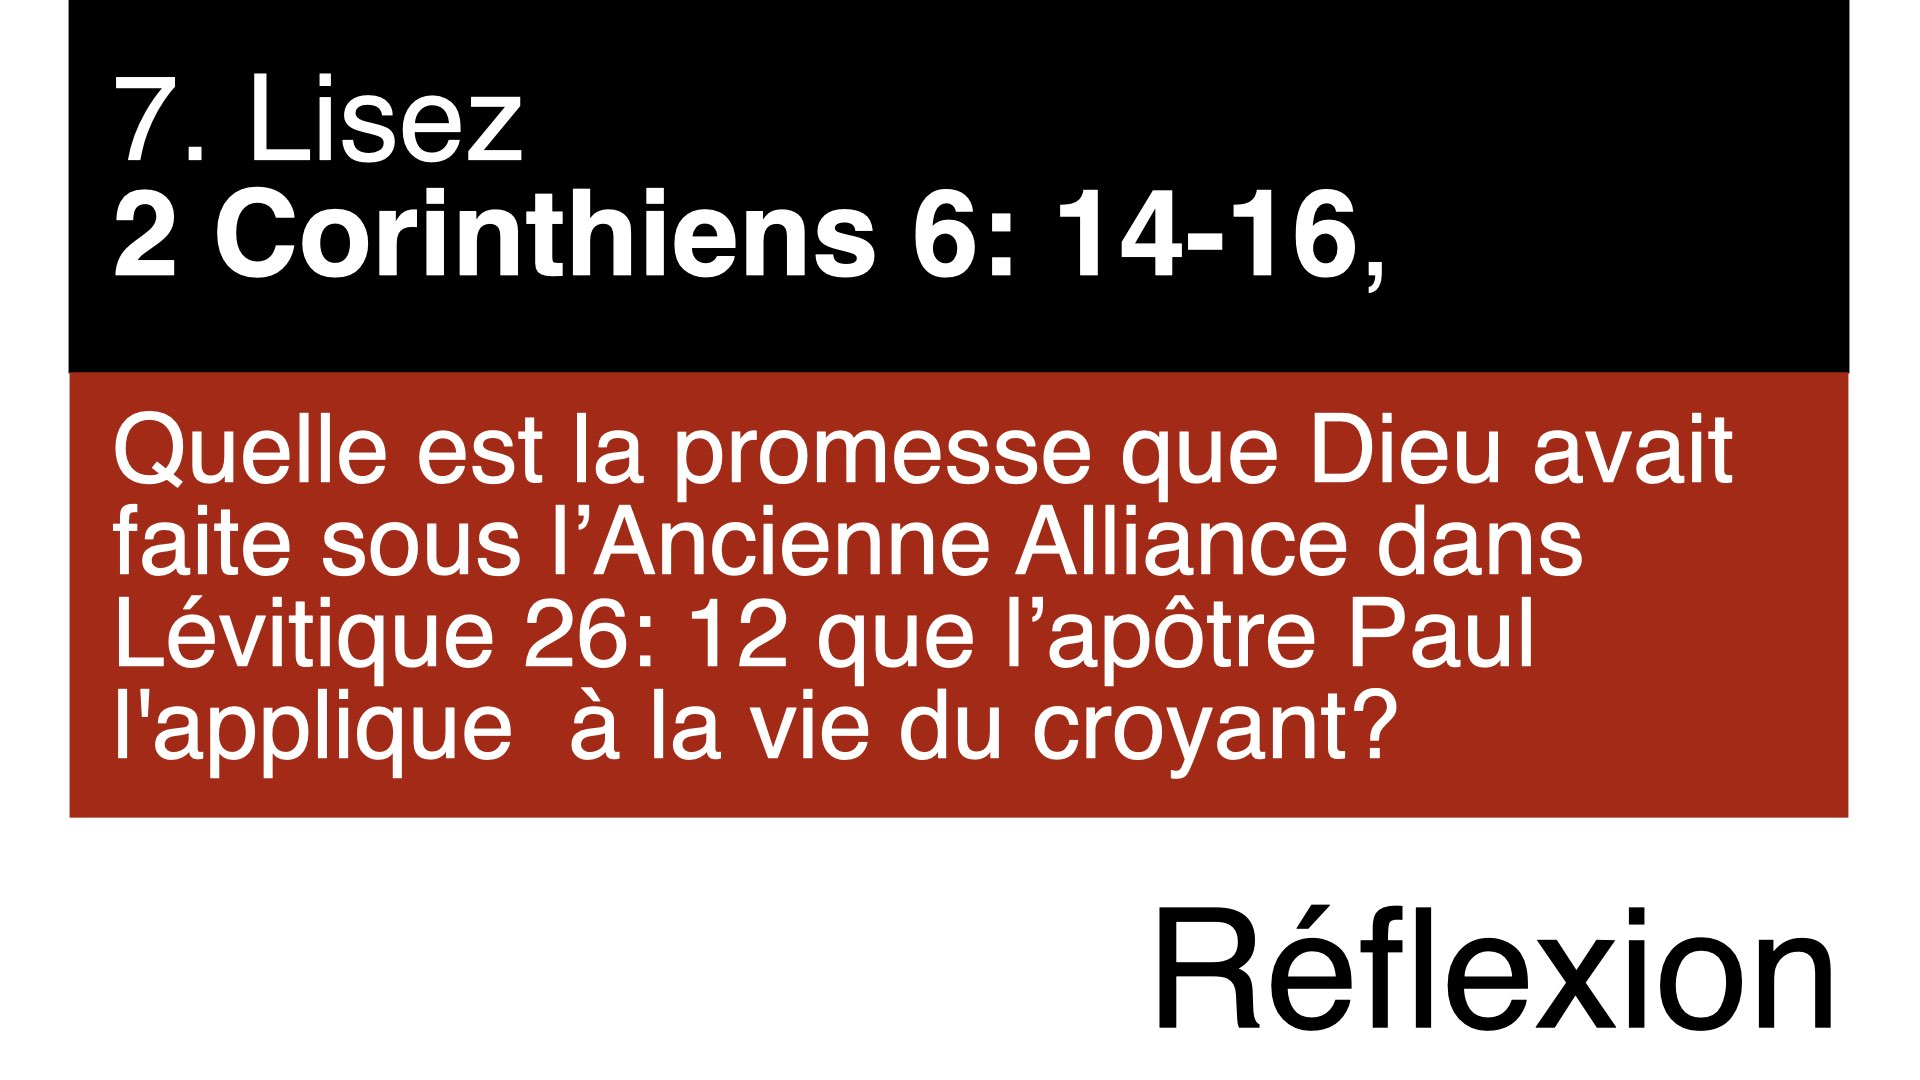 7. Lisez
2 Corinthiens 6: 14-16,
Quelle est la promesse que Dieu avait
faite sous l’Ancienne Alliance dans
Lévitique 26: 12 que l’apôtre Paul
l'applique  à la vie du croyant?
Réflexion